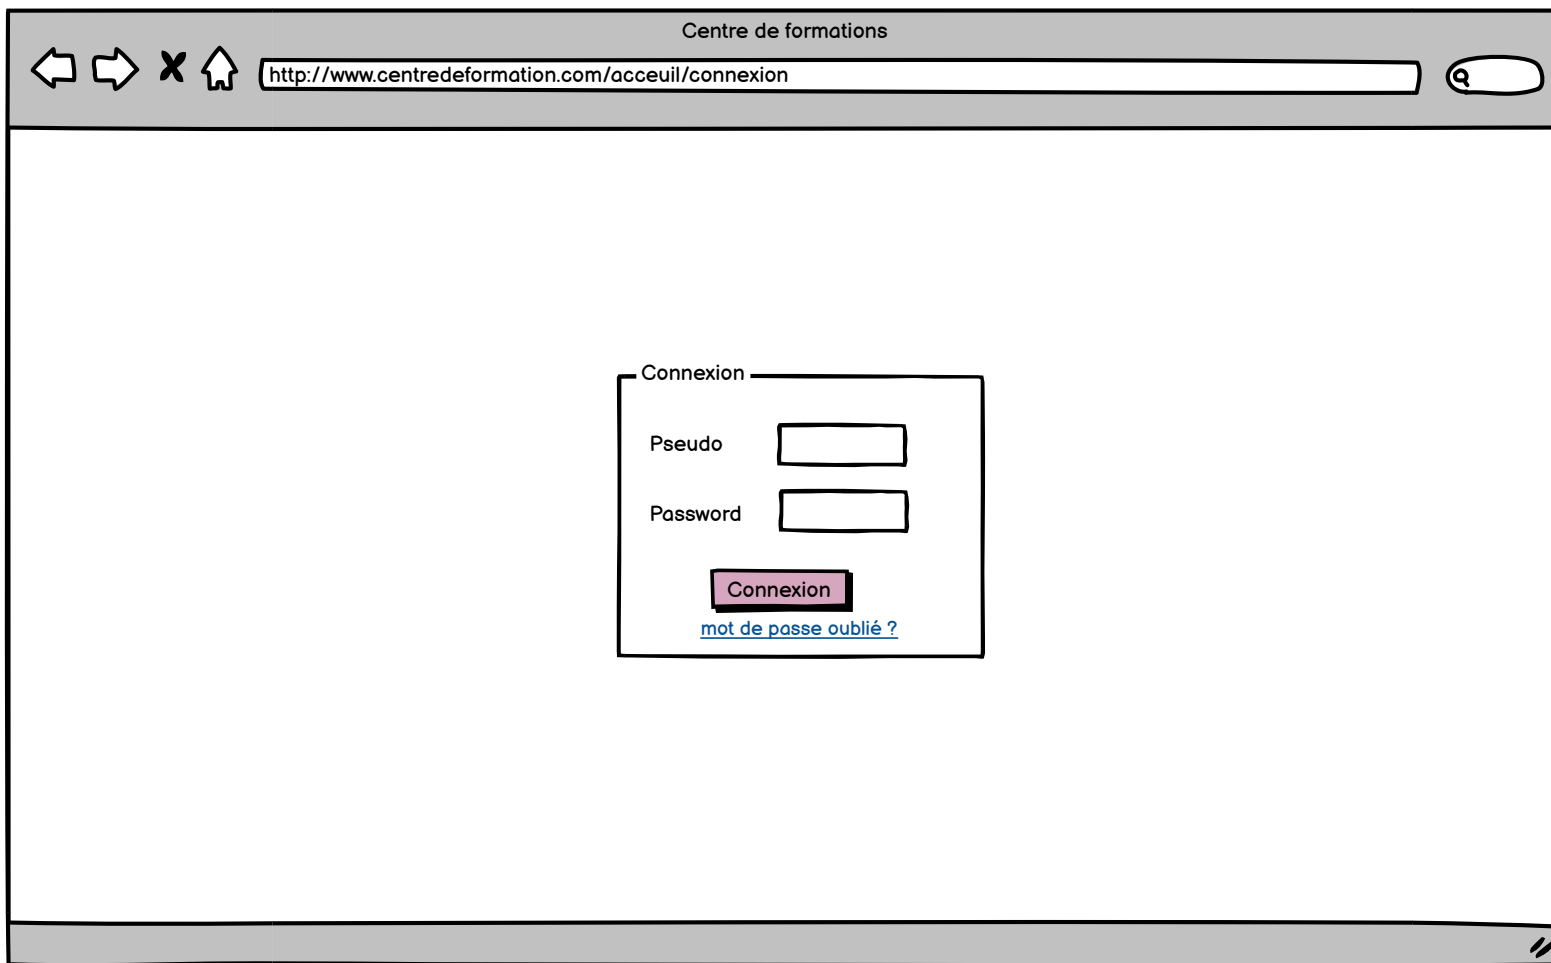 Centre de formations
http://www.centredeformation.com/acceuil/connexion
Connexion
Pseudo
Password
Connexion
mot de passe oublié ?